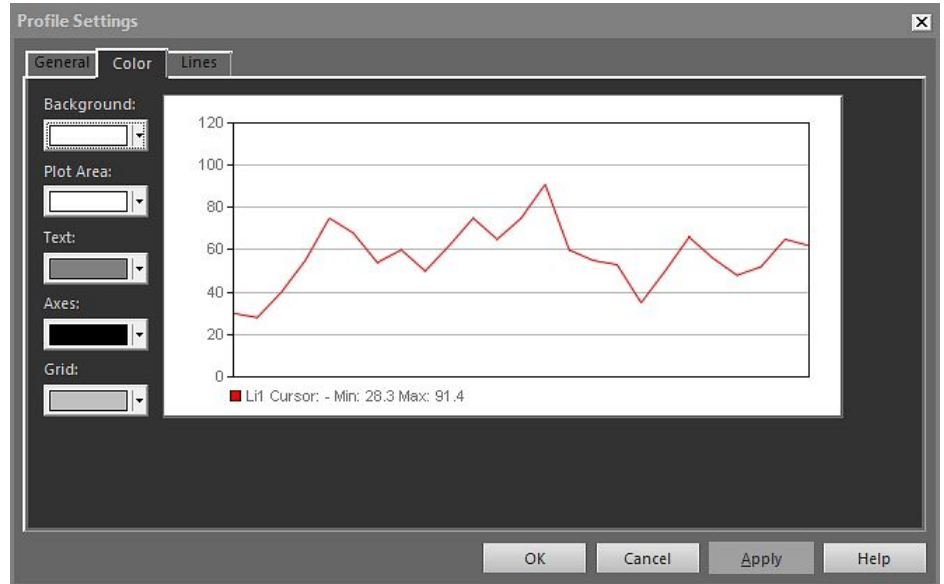 Profile Settings
General Color Lines
Background:
Plot Area:
Text:
Axes:
Grid:
120
100
80
60
40
20
0
Li1 Cursor: - Min: 28.3 Max: 91.4
OK Cancel Apply Help